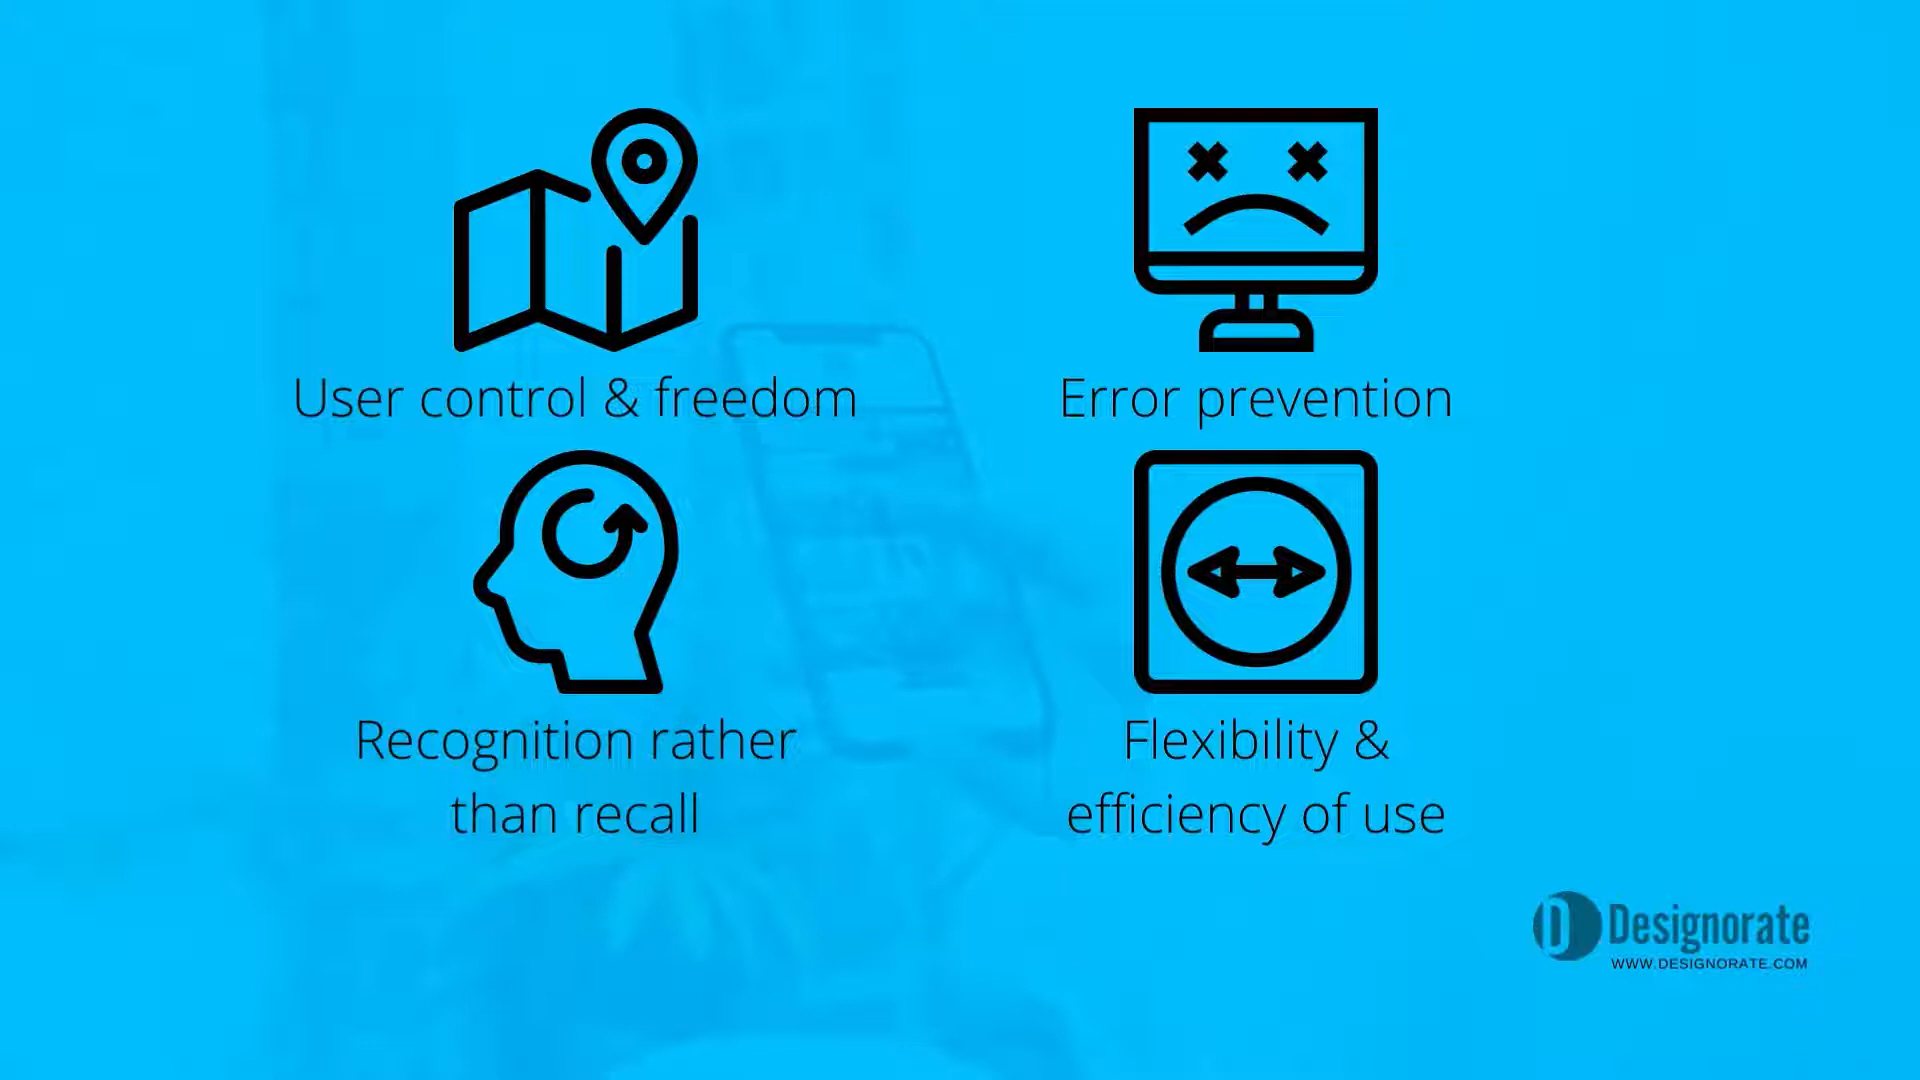 User control & freedom
Error prevention
Recognition rather
than recall
Flexibility &
efficiency of use
Designorate
WWW.DESIGNORATE.COM